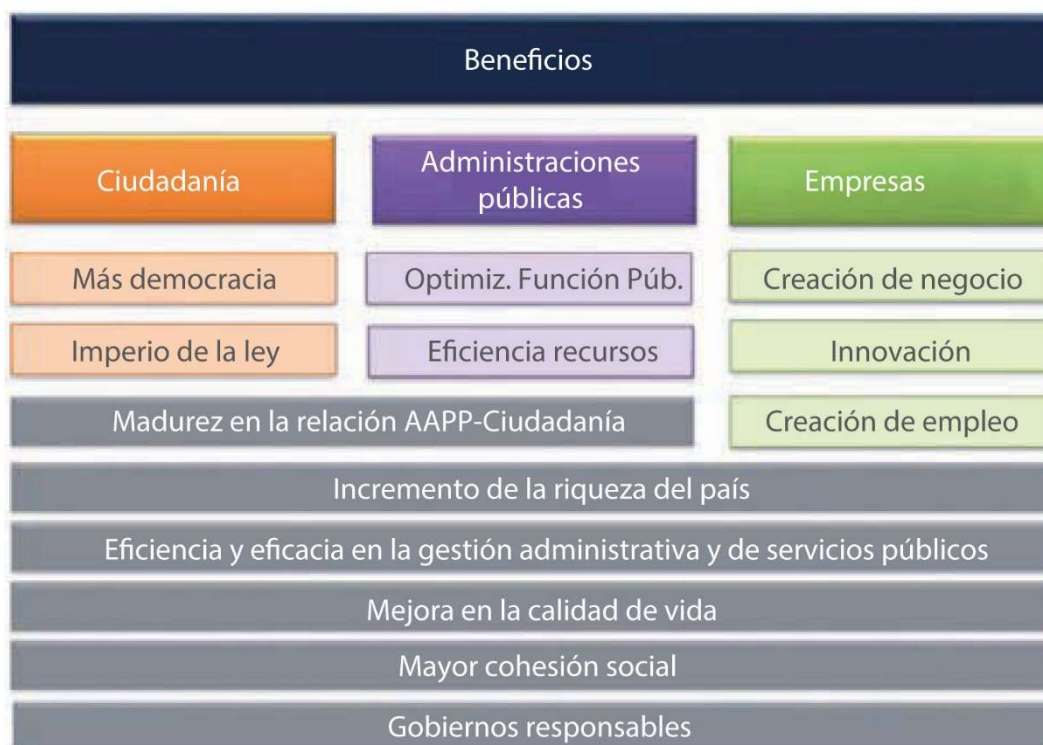 Beneficios
Ciudadanía
Administraciones
públicas
Empresas
Más democracia
Optimiz. Función Púb.
Creación de negocio
Imperio de la ley
Eficiencia recursos
Innovación
Madurez en la relación AAPP-Ciudadanía
Creación de empleo
Incremento de la riqueza del país
Eficiencia y eficacia en la gestión administrativa y de servicios públicos
Mejora en la calidad de vida
Mayor cohesión social
Gobiernos responsables